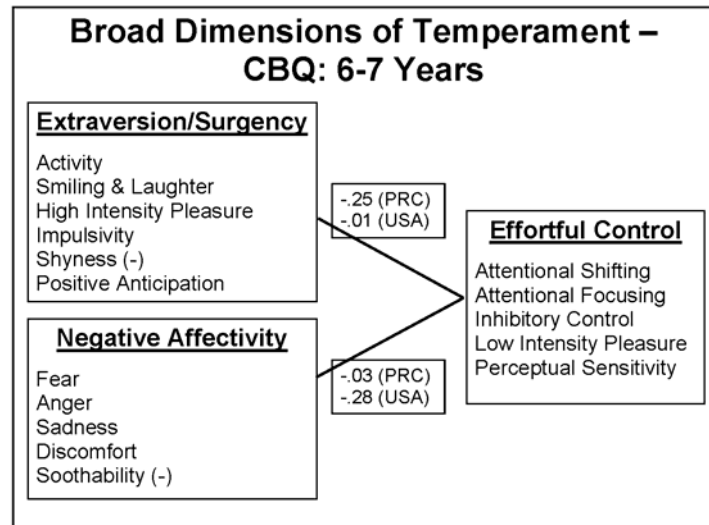 Broad Dimensions of Temperament –
CBQ: 6-7 Years
Extraversion/Surgency
Activity
Smiling & Laughter
High Intensity Pleasure
Impulsivity
Shyness (-)
Positive Anticipation
-.25 (PRC)
-.01 (USA)
Effortful Control
Attentional Shifting
Attentional Focusing
Inhibitory Control
Low Intensity Pleasure
Perceptual Sensitivity
Negative Affectivity
Fear
Anger
Sadness
Discomfort
Soothability (-)
-.03 (PRC)
-.28 (USA)